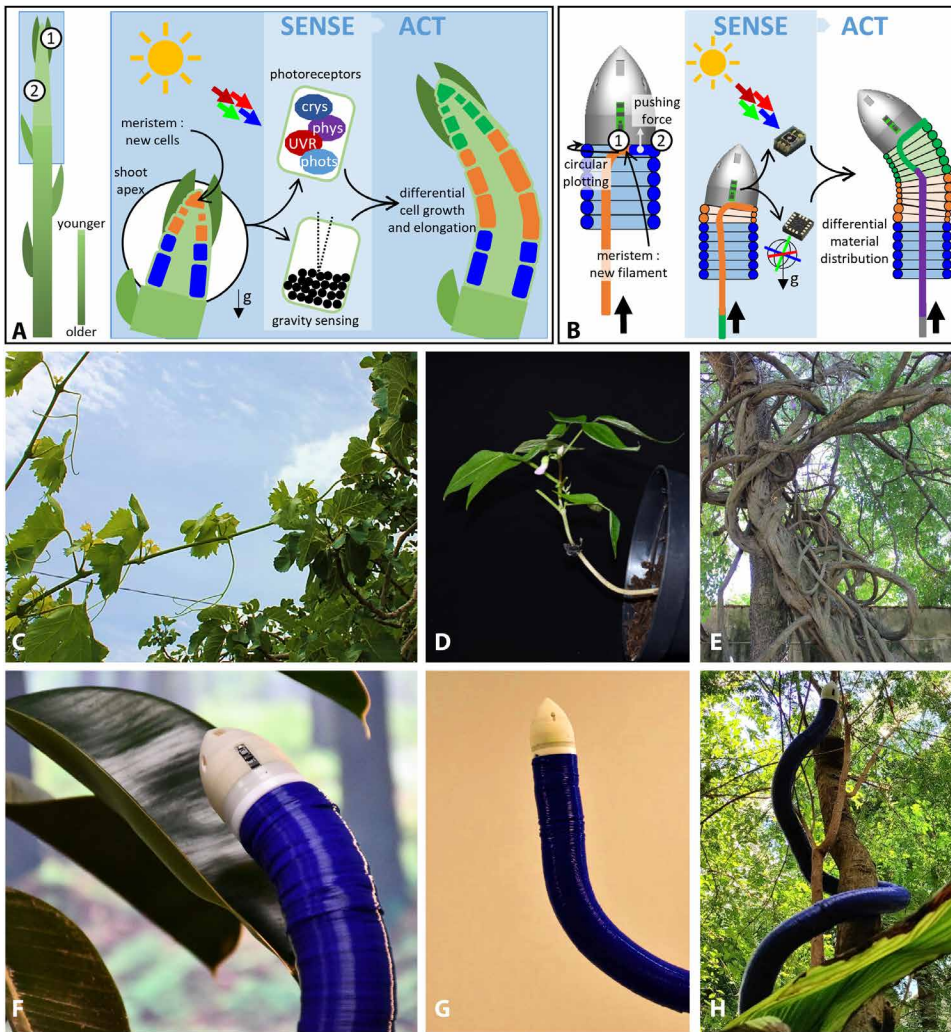 SENSE ACT
1
2
photoreceptors
crys
phys
UVR
phots
meristem :
new cells
shoot
apex
younger
older
g
gravity sensing
differential
cell growth
and elongation
A
SENSE ACT
pushing
force
1
2
circular
plotting
meristem :
new filament
g
differential
material
distribution
B
C
D
E
F
G
H